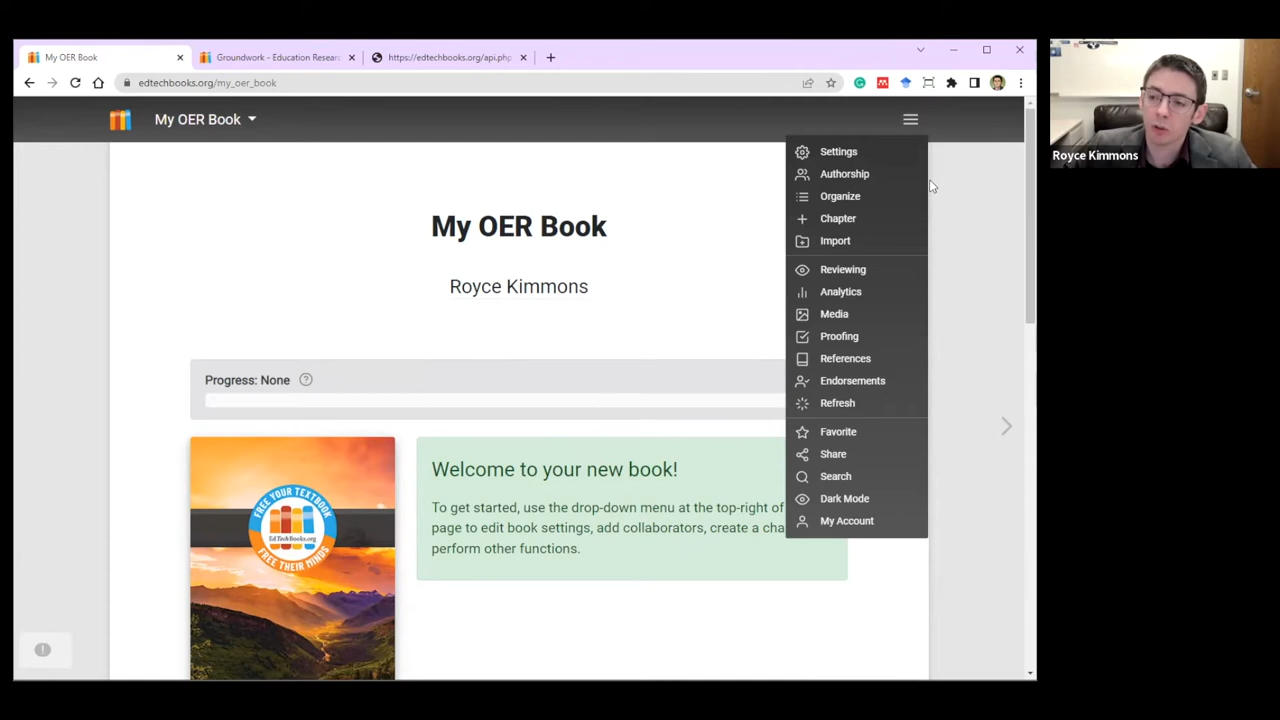 My OER Book
Groundwork - Education Resear
https://edtechbooks.org/api.php
edtechbooks.org/my_oer_book
My OER Book
Settings
Authorship
Organize
Chapter
Import
Reviewing
Analytics
Media
Proofing
References
Endorsements
Refresh
Favorite
Share
Search
Dark Mode
My Account
My OER Book
Royce Kimmons
Progress: None
FREE YOUR TEXTBOOK
EdTechBooks.org
FREE THEIR MINDS
Welcome to your new book!
To get started, use the drop-down menu at the top-right of
page to edit book settings, add collaborators, create a cha
perform other functions.
Royce Kimmons